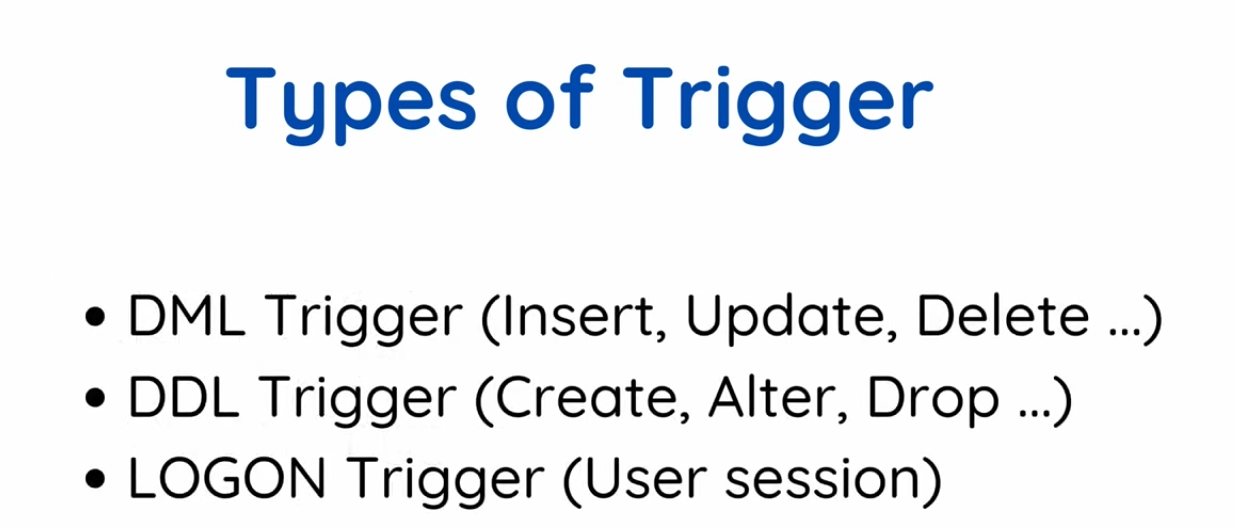 Types of Trigger
• DML Trigger (Insert, Update, Delete ...)
• DDL Trigger (Create, Alter, Drop ...)
• LOGON Trigger (User session)